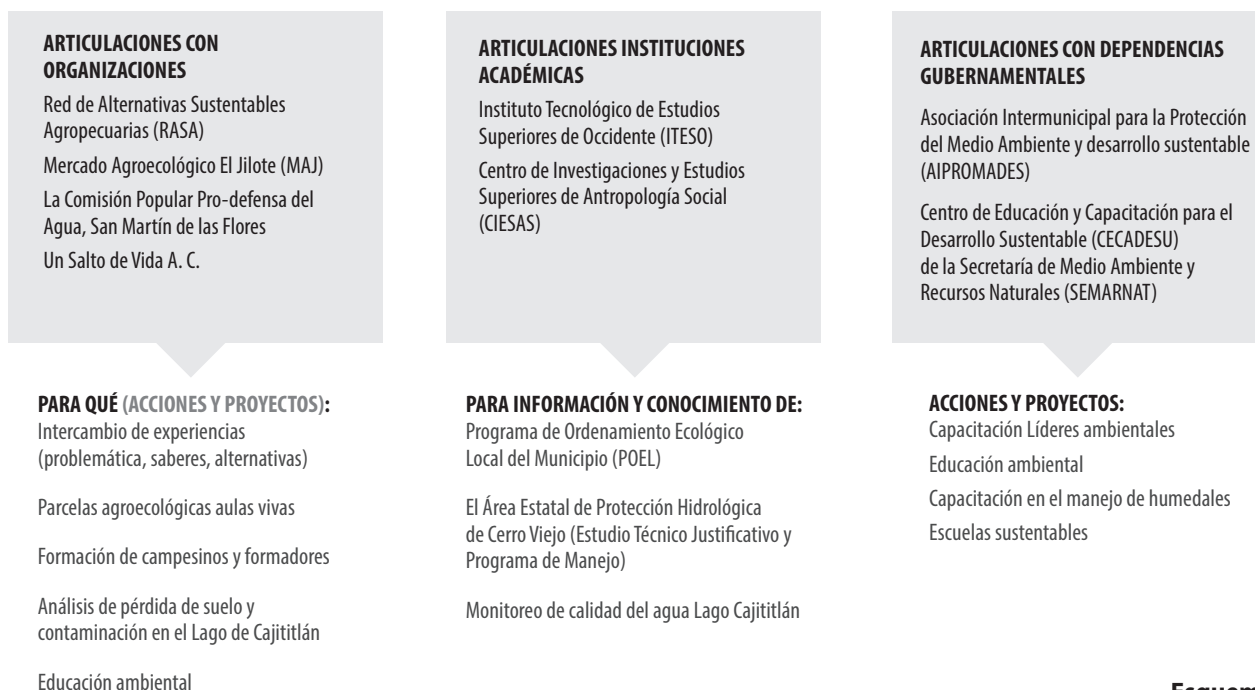 ARTICULACIONES CON
ORGANIZACIONES
Red de Alternativas Sustentables
Agropecuarias (RASA)
Mercado Agroecológico El Jilote (MAJ)
La Comisión Popular Pro-defensa del
Agua, San Martín de las Flores
Un Salto de Vida A. C.
PARA QUÉ (ACCIONES Y PROYECTOS):
Intercambio de experiencias
(problemática, saberes, alternativas)
Parcelas agroecológicas aulas vivas
Formación de campesinos y formadores
Análisis de pérdida de suelo y
contaminación en el Lago de Cajititlán
Educación ambiental
ARTICULACIONES INSTITUCIONES
ACADÉMICAS
Instituto Tecnológico de Estudios
Superiores de Occidente (ITESO)
Centro de Investigaciones y Estudios
Superiores de Antropología Social
(CIESAS)
PARA INFORMACIÓN Y CONOCIMIENTO DE:
Programa de Ordenamiento Ecológico
Local del Municipio (POEL)
El Área Estatal de Protección Hidrológica
de Cerro Viejo (Estudio Técnico Justificativo y
Programa de Manejo)
Monitoreo de calidad del agua Lago Cajititlán
ARTICULACIONES CON DEPENDENCIAS
GUBERNAMENTALES
Asociación Intermunicipal para la Protección
del Medio Ambiente y desarrollo sustentable
(AIPROMADES)
Centro de Educación y Capacitación para el
Desarrollo Sustentable (CECADESU)
de la Secretaría de Medio Ambiente y
Recursos Naturales (SEMARNAT)
ACCIONES Y PROYECTOS:
Capacitación Líderes ambientales
Educación ambiental
Capacitación en el manejo de humedales
Escuelas sustentables